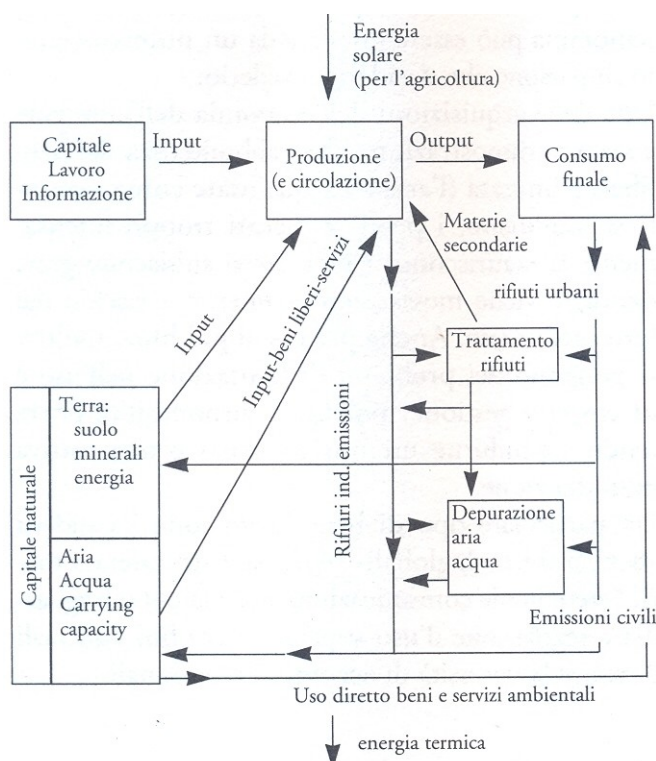 Energia
solare
(per l'agricoltura)
Capitale
Lavoro
Informazione
Input
Produzione
(e circolazione)
Output
Consumo
finale
Materie
secondarie
rifiuti urbani
Input
Input-beni liberi-servizi
Trattamento
rifiuti
Rifiuri ind. emissioni
Capitale naturale
Terra:
suolo
minerali
energia
Aria
Acqua
Carrying
capacity
Depurazione
aria
acqua
Emissioni civili
Uso diretto beni e servizi ambientali
energia termica